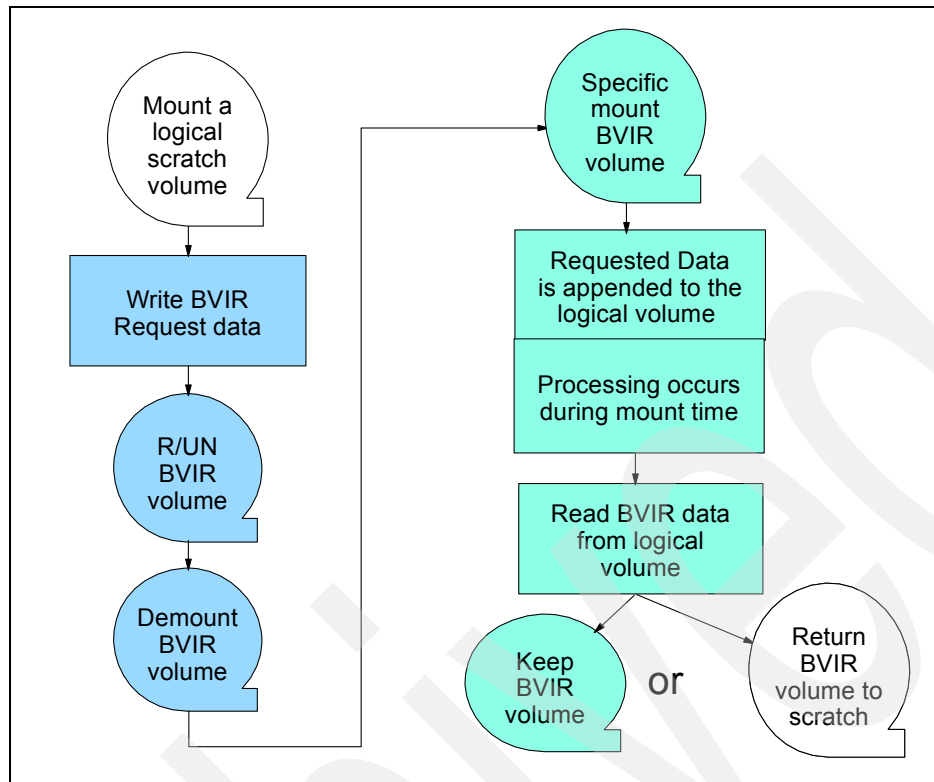 Mount a
logical
scratch
volume
Write BVIR
Request data
R/UN
BVIR
volume
Demount
BVIR
volume
Specific
mount
BVIR
volume
Requested Data
is appended to the
logical volume
Processing occurs
during mount time
Read BVIR data
from logical
volume
Keep
BVIR
volume
or
Return
BVIR
volume to
scratch